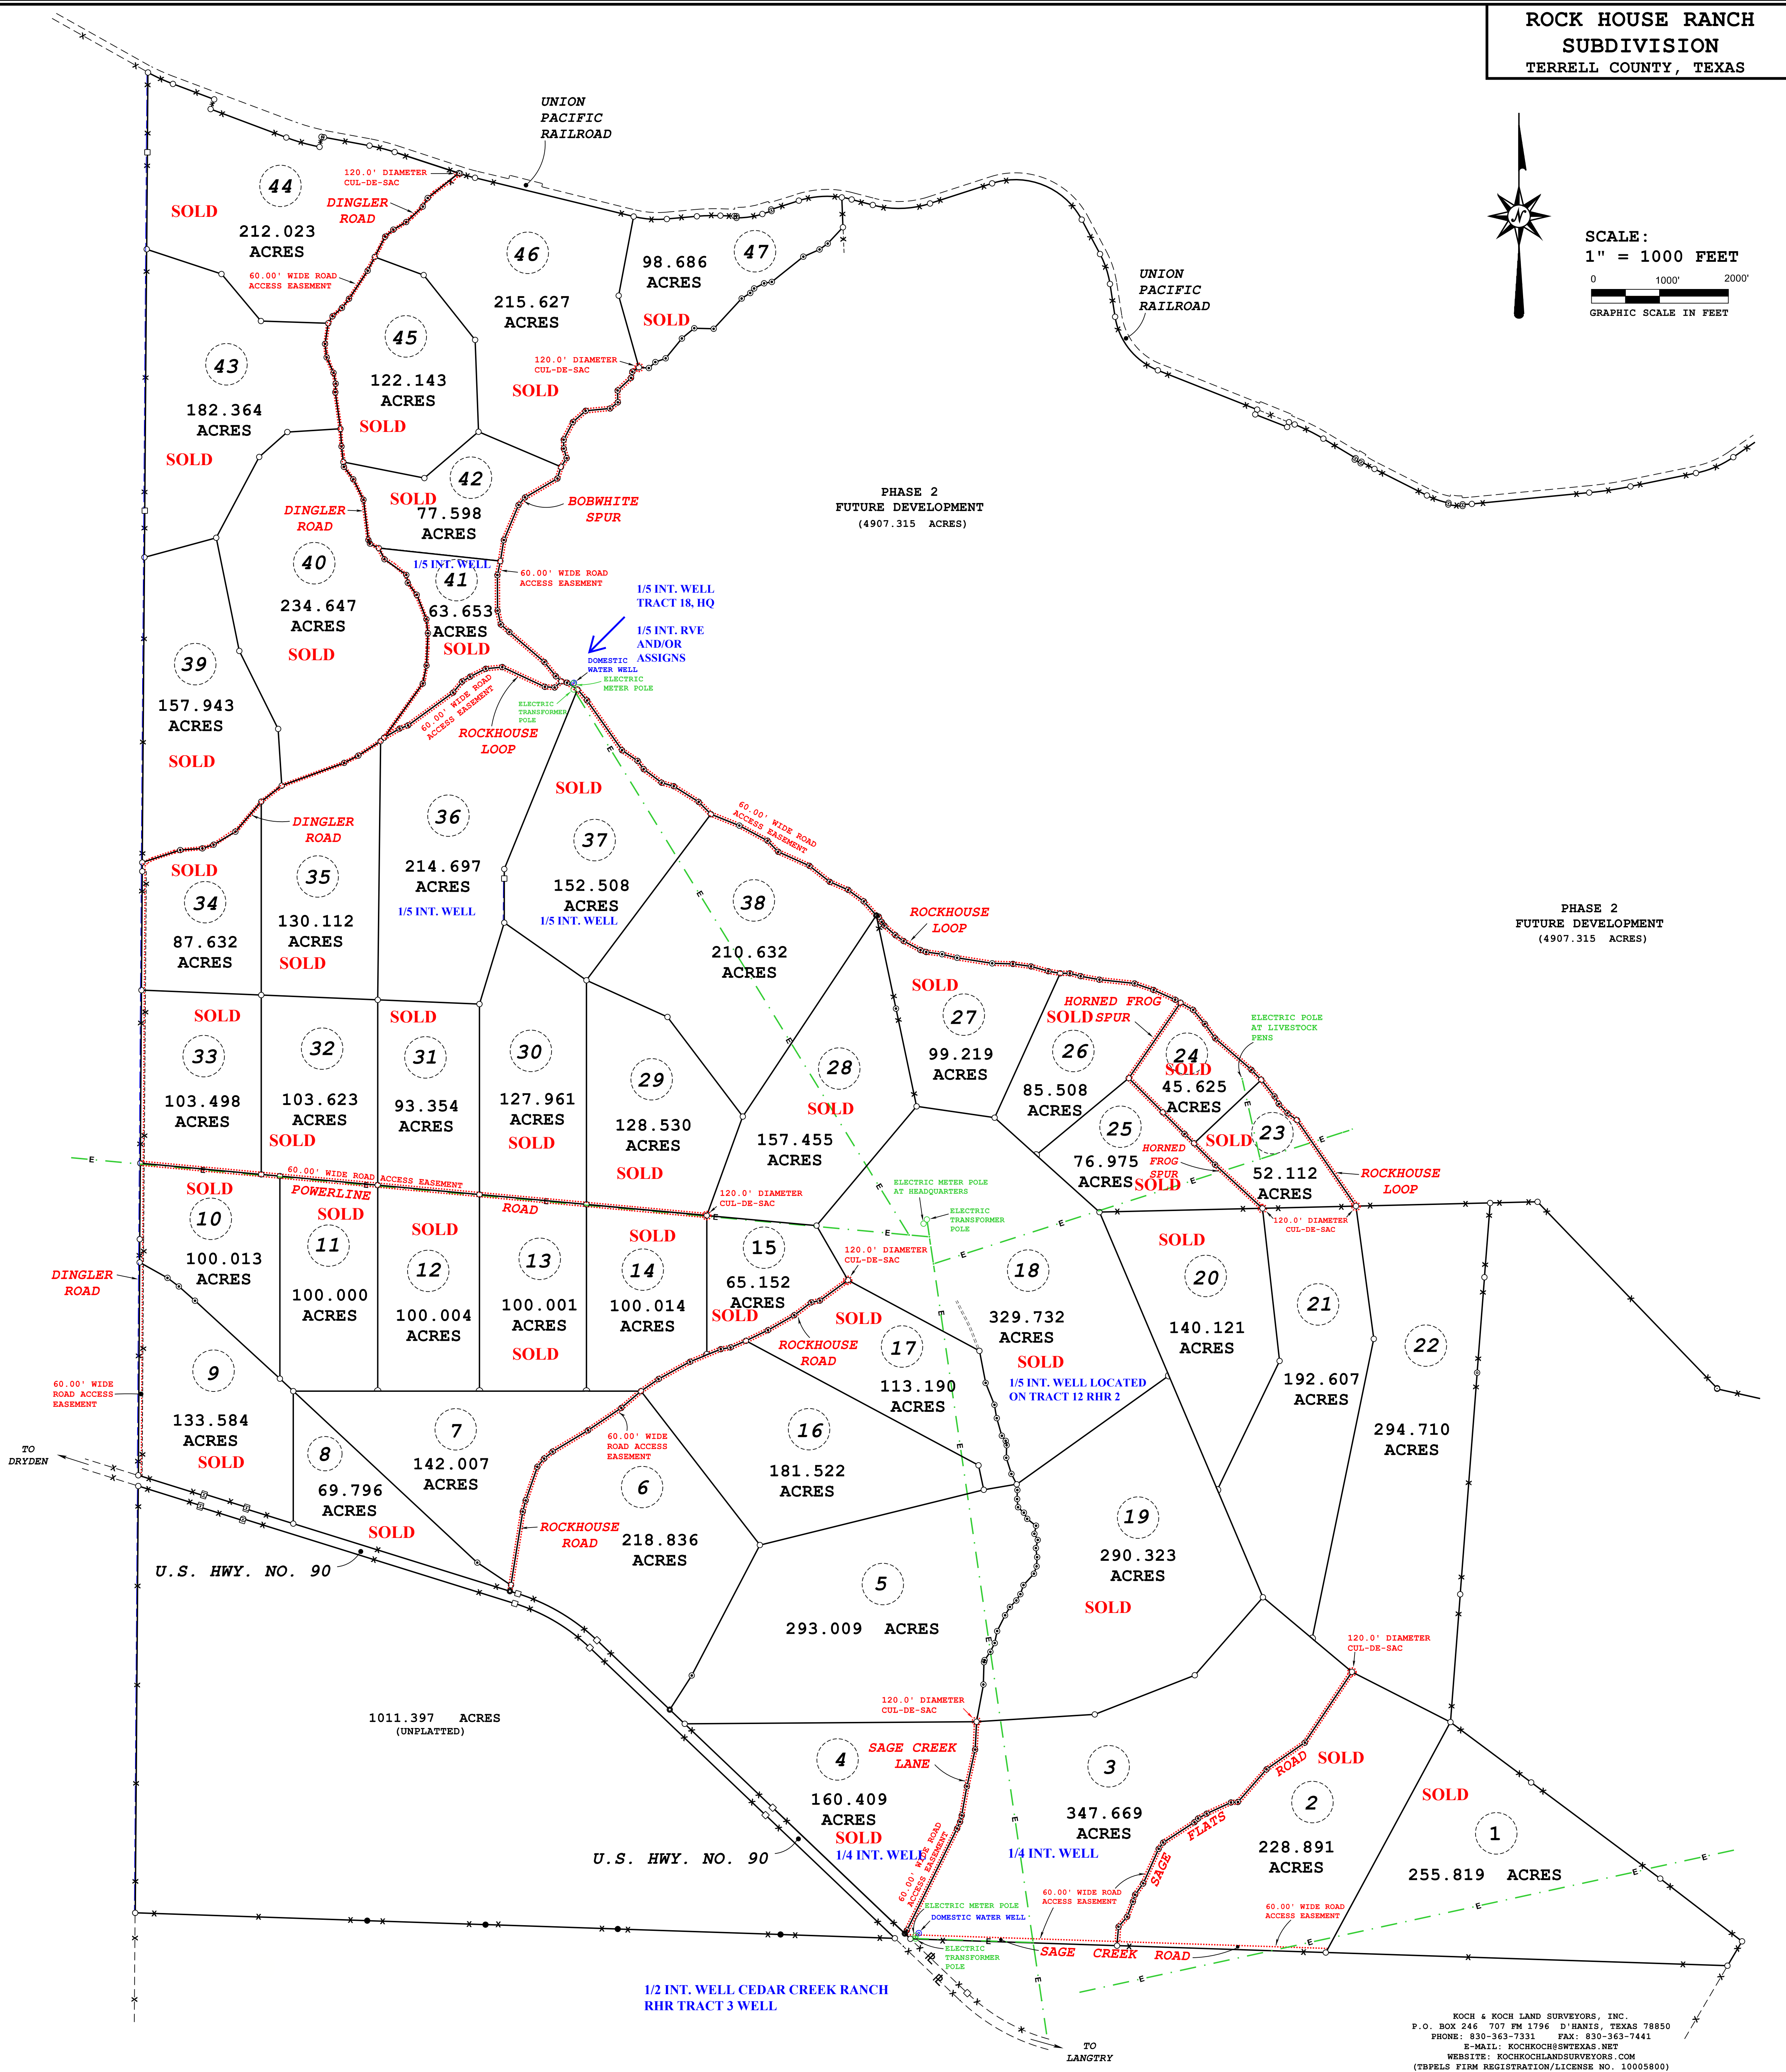 ROCK HOUSE RANCH
SUBDIVISION
TERRELL COUNTY, TEXAS
SCALE:
1" = 1000 FEET
0 1000' 2000'
GRAPHIC SCALE IN FEET
N
UNION
PACIFIC
RAILROAD
120.0' DIAMETER
CUL-DE-SAC
DINGLER
ROAD
44
SOLD
212.023
ACRES
60.00' WIDE ROAD
ACCESS EASEMENT
46
215.627
ACRES
SOLD
47
98.686
ACRES
SOLD
120.0' DIAMETER
CUL-DE-SAC
UNION
PACIFIC
RAILROAD
45
122.143
ACRES
SOLD
43
182.364
ACRES
SOLD
42
SOLD
77.598
ACRES
BOBWHITE
SPUR
PHASE 2
FUTURE DEVELOPMENT
(4907.315 ACRES)
DINGLER
ROAD
40
234.647
ACRES
SOLD
1/5 INT. WELL
41
63.653
ACRES
SOLD
60.00' WIDE ROAD
ACCESS EASEMENT
1/5 INT. WELL
TRACT 18, HQ
1/5 INT. RVE
AND/OR
ASSIGNS
DOMESTIC
WATER WELL
ELECTRIC
METER POLE
ELECTRIC
TRANSFORMER
POLE
39
157.943
ACRES
SOLD
60.00' WIDE ROAD
ACCESS EASEMENT
ROCKHOUSE
LOOP
DINGLER
ROAD
36
214.697
ACRES
1/5 INT. WELL
SOLD
37
152.508
ACRES
1/5 INT. WELL
60.00' WIDE ROAD
ACCESS EASEMENT
SOLD
34
87.632
ACRES
35
130.112
ACRES
SOLD
38
210.632
ACRES
ROCKHOUSE
LOOP
PHASE 2
FUTURE DEVELOPMENT
(4907.315 ACRES)
SOLD
33
103.498
ACRES
32
103.623
ACRES
SOLD
SOLD
31
93.354
ACRES
30
127.961
ACRES
SOLD
29
128.530
ACRES
SOLD
28
SOLD
157.455
ACRES
SOLD
27
99.219
ACRES
HORNED FROG
SPUR
SOLD
26
85.508
ACRES
24
SOLD
45.625
ACRES
ELECTRIC POLE
AT LIVESTOCK
PENS
25
76.975
ACRES
SOLD
HORNED
FROG
SPUR
SOLD
23
52.112
ACRES
ROCKHOUSE
LOOP
120.0' DIAMETER
CUL-DE-SAC
60.00' WIDE ROAD ACCESS EASEMENT
POWERLINE
ROAD
120.0' DIAMETER
CUL-DE-SAC
ELECTRIC METER POLE
AT HEADQUARTERS
ELECTRIC
TRANSFORMER
POLE
SOLD
10
100.013
ACRES
SOLD
11
100.000
ACRES
SOLD
12
100.004
ACRES
13
100.001
ACRES
SOLD
SOLD
14
100.014
ACRES
15
65.152
ACRES
SOLD
120.0' DIAMETER
CUL-DE-SAC
SOLD
17
113.190
ACRES
ROCKHOUSE
ROAD
18
329.732
ACRES
SOLD
1/5 INT. WELL LOCATED
ON TRACT 12 RHR 2
SOLD
20
140.121
ACRES
21
192.607
ACRES
22
294.710
ACRES
DINGLER
ROAD
60.00' WIDE
ROAD ACCESS
EASEMENT
9
133.584
ACRES
SOLD
TO
DRYDEN
8
69.796
ACRES
SOLD
7
142.007
ACRES
60.00' WIDE
ROAD ACCESS
EASEMENT
6
218.836
ACRES
ROCKHOUSE
ROAD
16
181.522
ACRES
U.S. HWY. NO. 90
5
293.009 ACRES
19
290.323
ACRES
SOLD
1011.397 ACRES
(UNPLATTED)
120.0' DIAMETER
CUL-DE-SAC
120.0' DIAMETER
CUL-DE-SAC
SAGE CREEK
LANE
4
160.409
ACRES
SOLD
1/4 INT. WELL
60.00' WIDE ROAD
ACCESS EASEMENT
3
347.669
ACRES
1/4 INT. WELL
SAGE FLATS ROAD
SOLD
2
228.891
ACRES
SOLD
1
255.819 ACRES
U.S. HWY. NO. 90
60.00' WIDE ROAD
ACCESS EASEMENT
60.00' WIDE ROAD
ACCESS EASEMENT
ELECTRIC METER POLE
DOMESTIC WATER WELL
ELECTRIC
TRANSFORMER
POLE
SAGE CREEK ROAD
1/2 INT. WELL CEDAR CREEK RANCH
RHR TRACT 3 WELL
TO
LANGTRY
KOCH & KOCH LAND SURVEYORS, INC.
P.O. BOX 246 707 FM 1796 D'HANIS, TEXAS 78850
PHONE: 830-363-7331 FAX: 830-363-7441
E-MAIL: KOCHKOCH@SWTEXAS.NET
WEBSITE: KOCHKOCHLANDSURVEYORS.COM
(TBPELS FIRM REGISTRATION/LICENSE NO. 10005800)